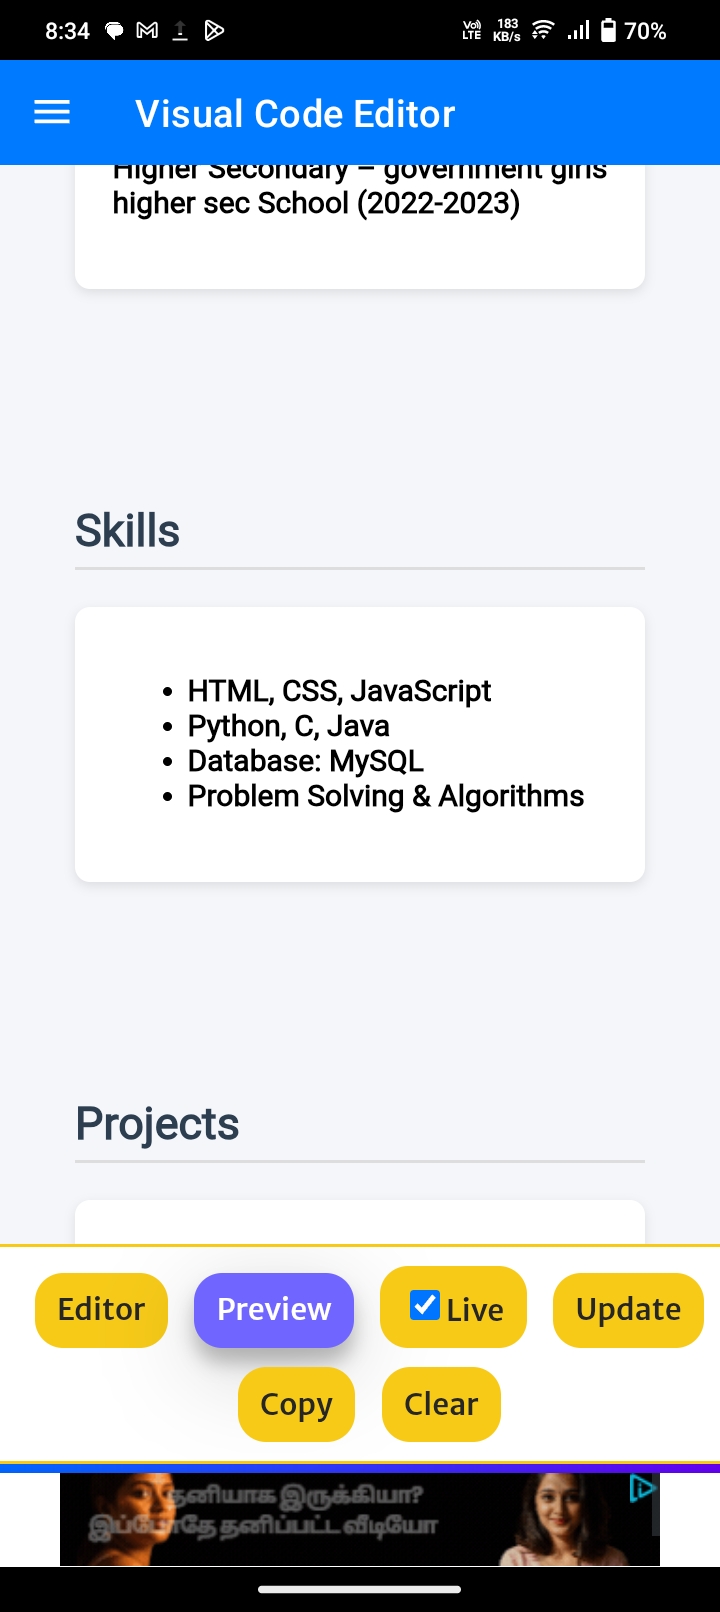 8:34
Vo) LTE
183 KB/s
70%
Visual Code Editor
Higher Secondary – government girls
higher sec School (2022-2023)
Skills
• HTML, CSS, JavaScript
• Python, C, Java
• Database: MySQL
• Problem Solving & Algorithms
Projects
Editor Preview Live Update
Copy Clear
தனியாக இருக்கியா?
இப்போதே தனிப்பட்ட வீடியோ